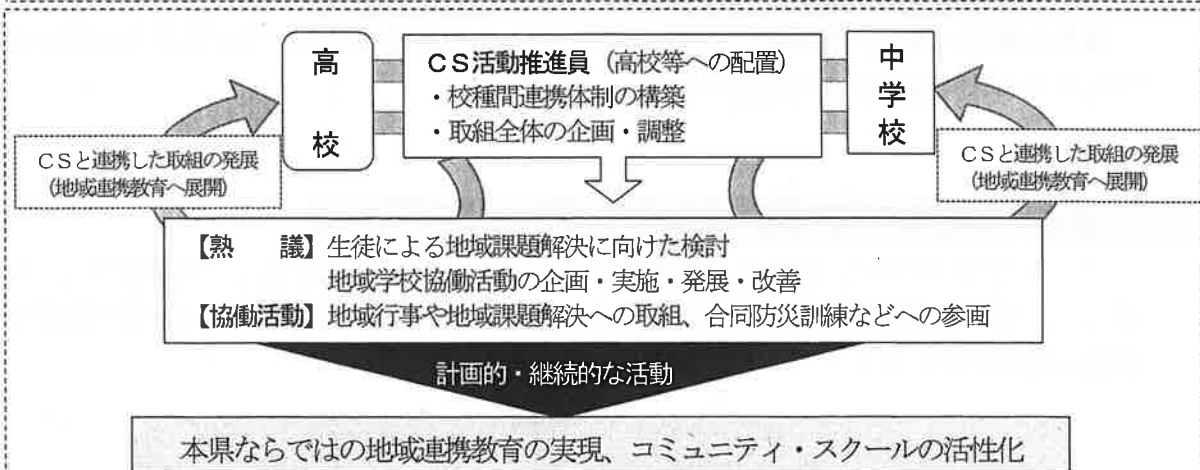 高校
CS活動推進員(高校等への配置)
・校種間連携体制の構築
・取組全体の企画・調整
中学校
CSと連携した取組の発展
(地域連携教育へ展開)
CSと連携した取組の発展
(地域連携教育へ展開)
【熟　議】生徒による地域課題解決に向けた検討
地域学校協働活動の企画・実施・発展・改善
【協働活動】地域行事や地域課題解決への取組、合同防災訓練などへの参画
計画的・継続的な活動
本県ならではの地域連携教育の実現、コミュニティ・スクールの活性化